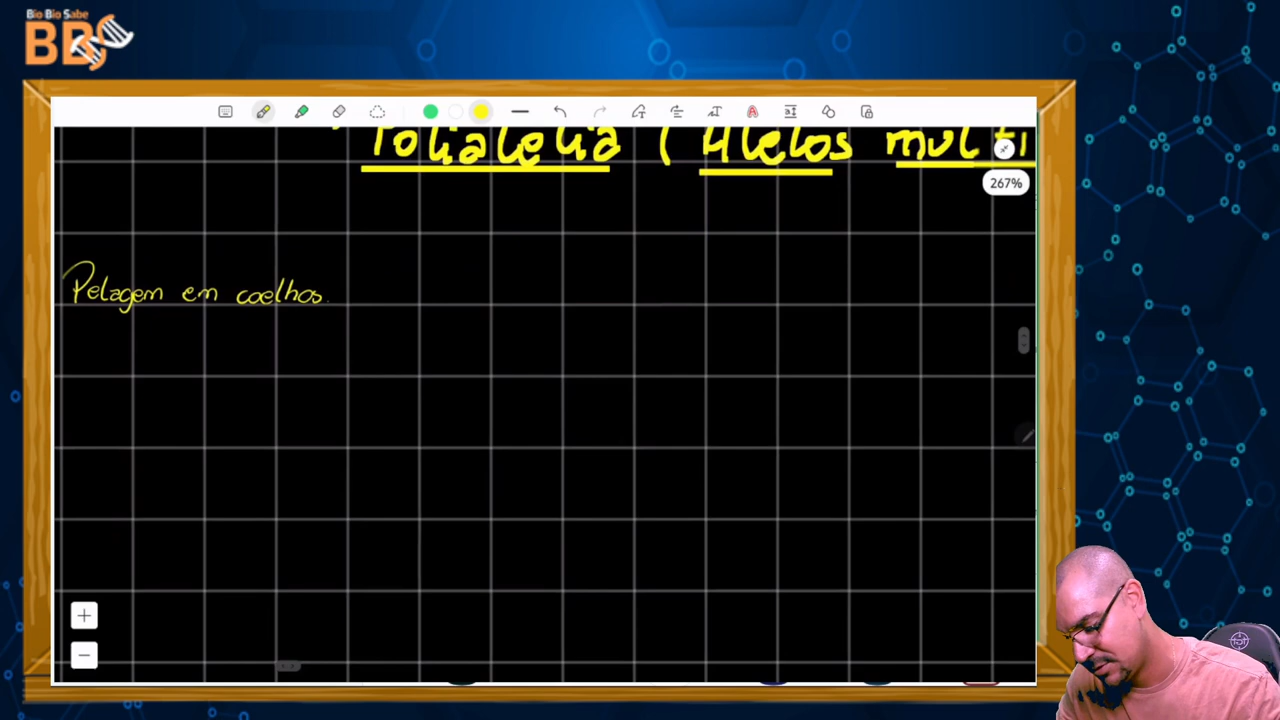 Bio Bio Sabe
BBS
Polialelia ( Alelos multi
267%
Pelagem em coelhos.